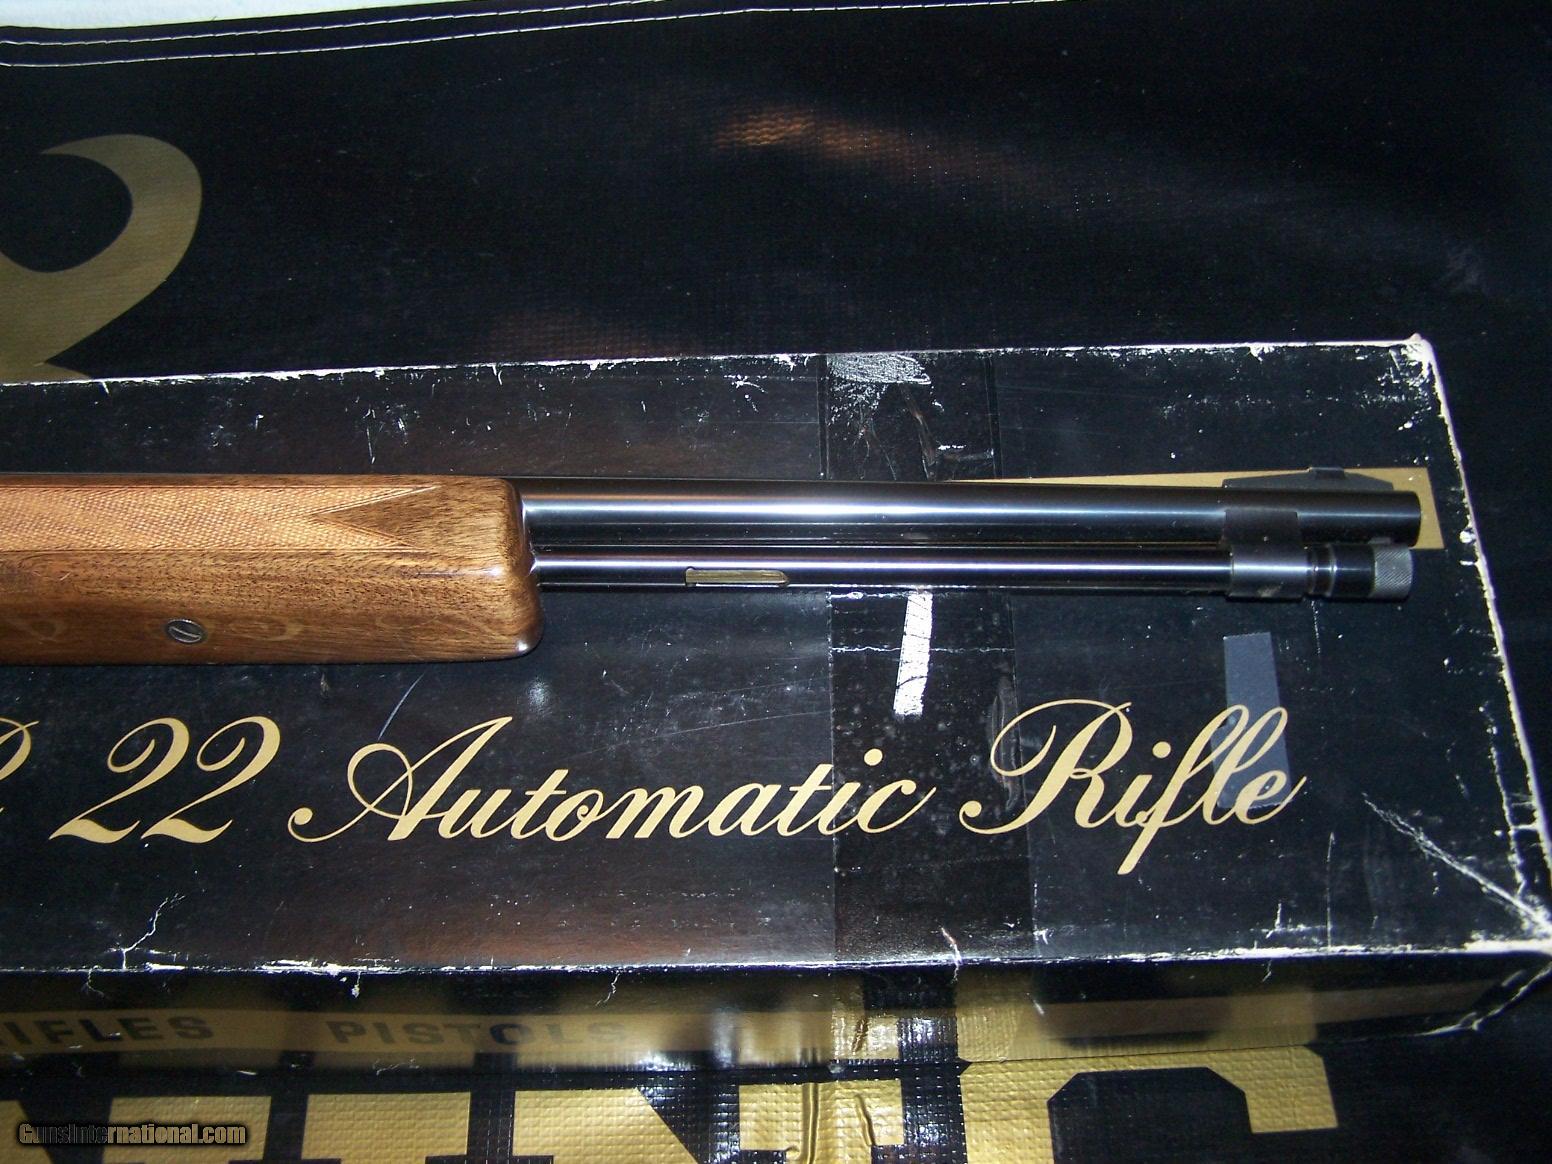 22 Automatic Rifle
RIFLES PISTOLS
GunsInternational.com